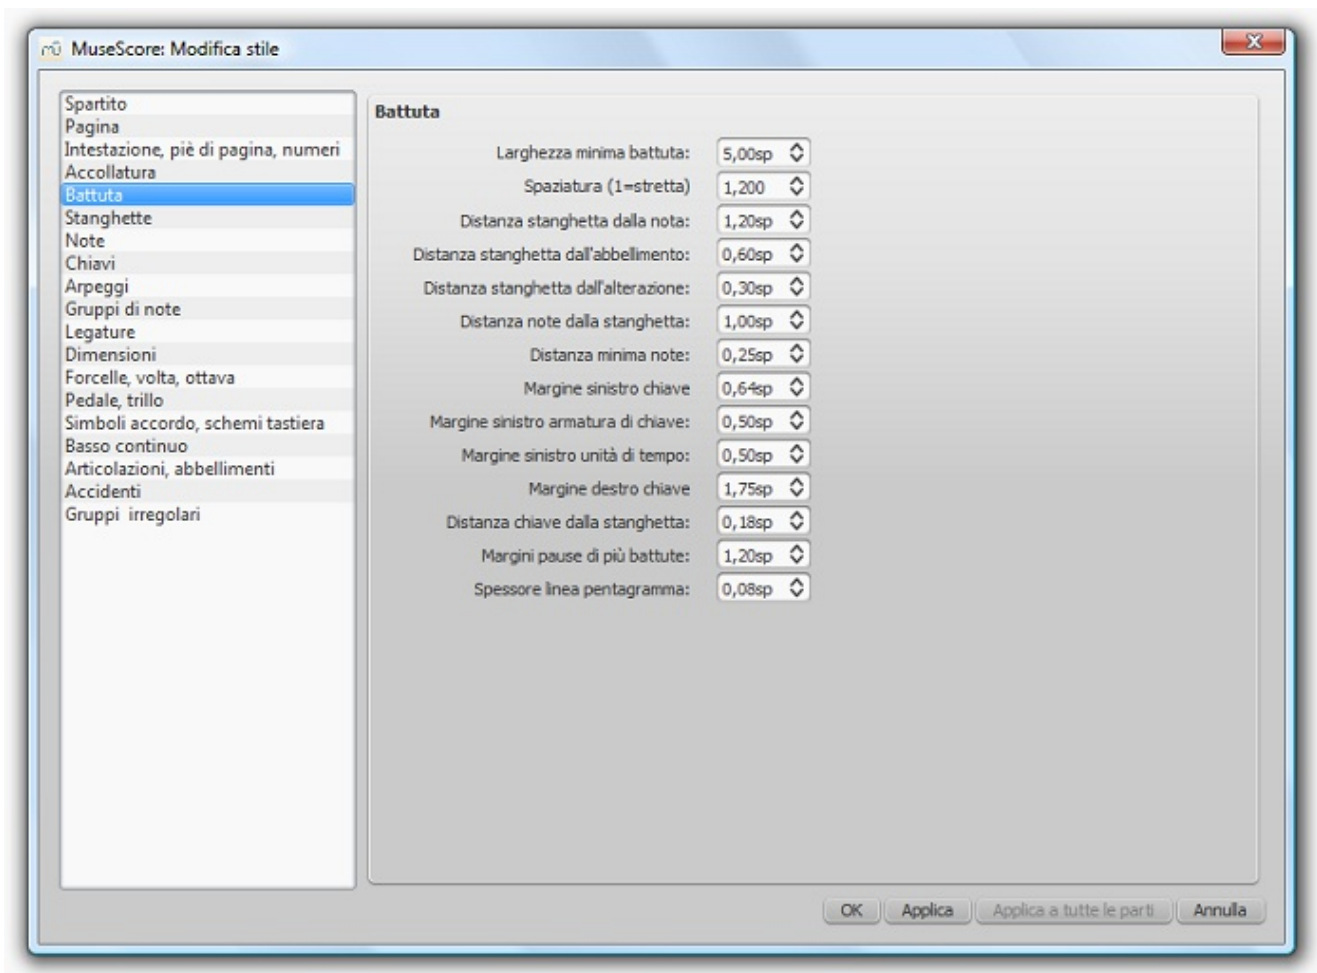 MuseScore: Modifica stile
Spartito
Pagina
Intestazione, piè di pagina, numeri
Accollatura
Battuta
Stanghette
Note
Chiavi
Arpeggi
Gruppi di note
Legature
Dimensioni
Forcelle, volta, ottava
Pedale, trillo
Simboli accordo, schemi tastiera
Basso continuo
Articolazioni, abbellimenti
Accidenti
Gruppi irregolari
Battuta
Larghezza minima battuta: 5,00sp
Spaziatura (1=stretta) 1,200
Distanza stanghetta dalla nota: 1,20sp
Distanza stanghetta dall'abbellimento: 0,60sp
Distanza stanghetta dall'alterazione: 0,30sp
Distanza note dalla stanghetta: 1,00sp
Distanza minima note: 0,25sp
Margine sinistro chiave 0,64sp
Margine sinistro armatura di chiave: 0,50sp
Margine sinistro unità di tempo: 0,50sp
Margine destro chiave 1,75sp
Distanza chiave dalla stanghetta: 0,18sp
Margini pause di più battute: 1,20sp
Spessore linea pentagramma: 0,08sp
OK Applica Applica a tutte le parti Annulla